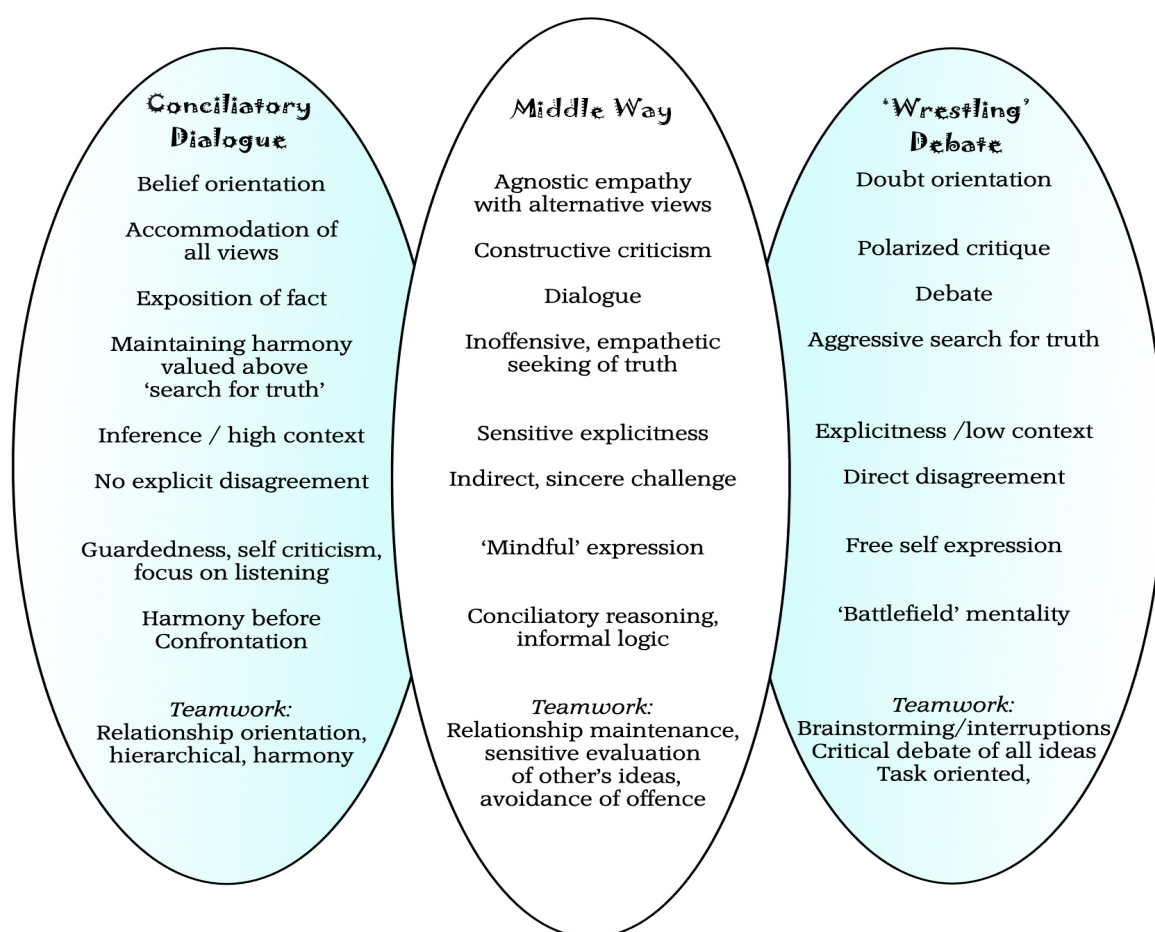 Conciliatory
Dialogue
Belief orientation
Accommodation of
all views
Exposition of fact
Maintaining harmony
valued above
‘search for truth’
Inference / high context
No explicit disagreement
Guardedness, self criticism,
focus on listening
Harmony before
Confrontation
Teamwork:
Relationship orientation,
hierarchical, harmony
Middle Way
Agnostic empathy
with alternative views
Constructive criticism
Dialogue
Inoffensive, empathetic
seeking of truth
Sensitive explicitness
Indirect, sincere challenge
‘Mindful’ expression
Conciliatory reasoning,
informal logic
Teamwork:
Relationship maintenance,
sensitive evaluation
of other’s ideas,
avoidance of offence
‘Wrestling’
Debate
Doubt orientation
Polarized critique
Debate
Aggressive search for truth
Explicitness /low context
Direct disagreement
Free self expression
‘Battlefield’ mentality
Teamwork:
Brainstorming/interruptions
Critical debate of all ideas
Task oriented,